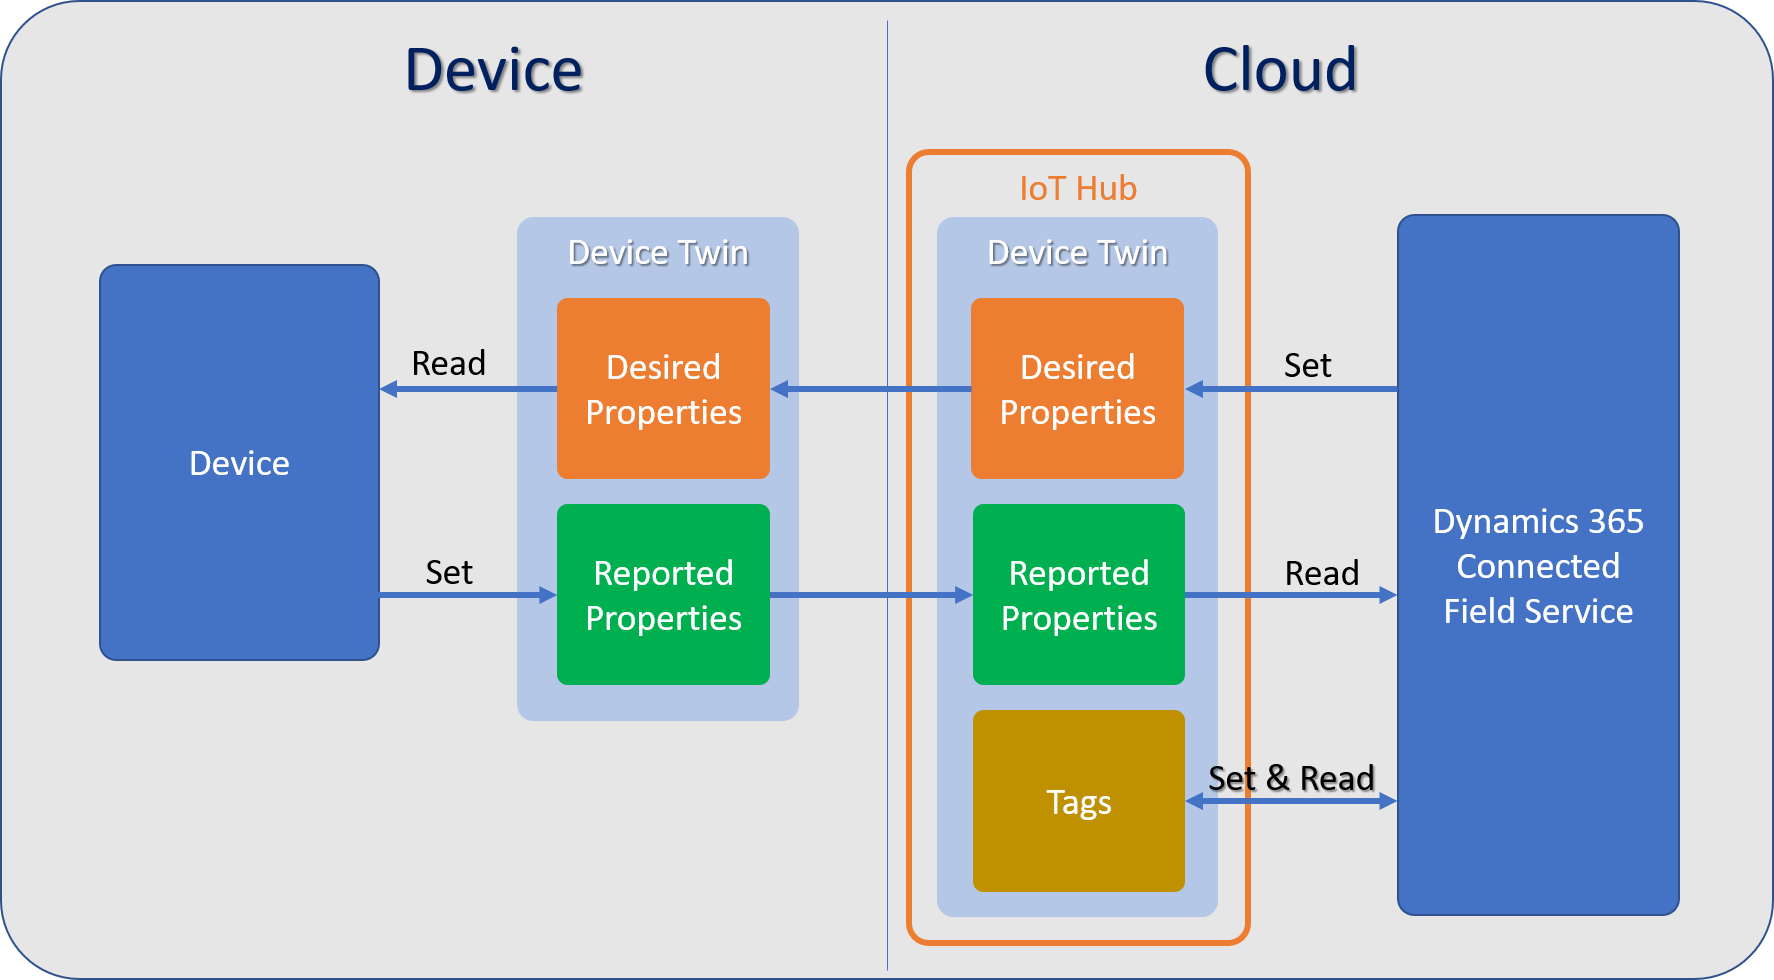 Device
Cloud
IoT Hub
Device Twin
Device Twin
Read
Desired
Properties
Desired
Properties
Set
Device
Set
Reported
Properties
Reported
Properties
Read
Dynamics 365
Connected
Field Service
Tags
Set & Read